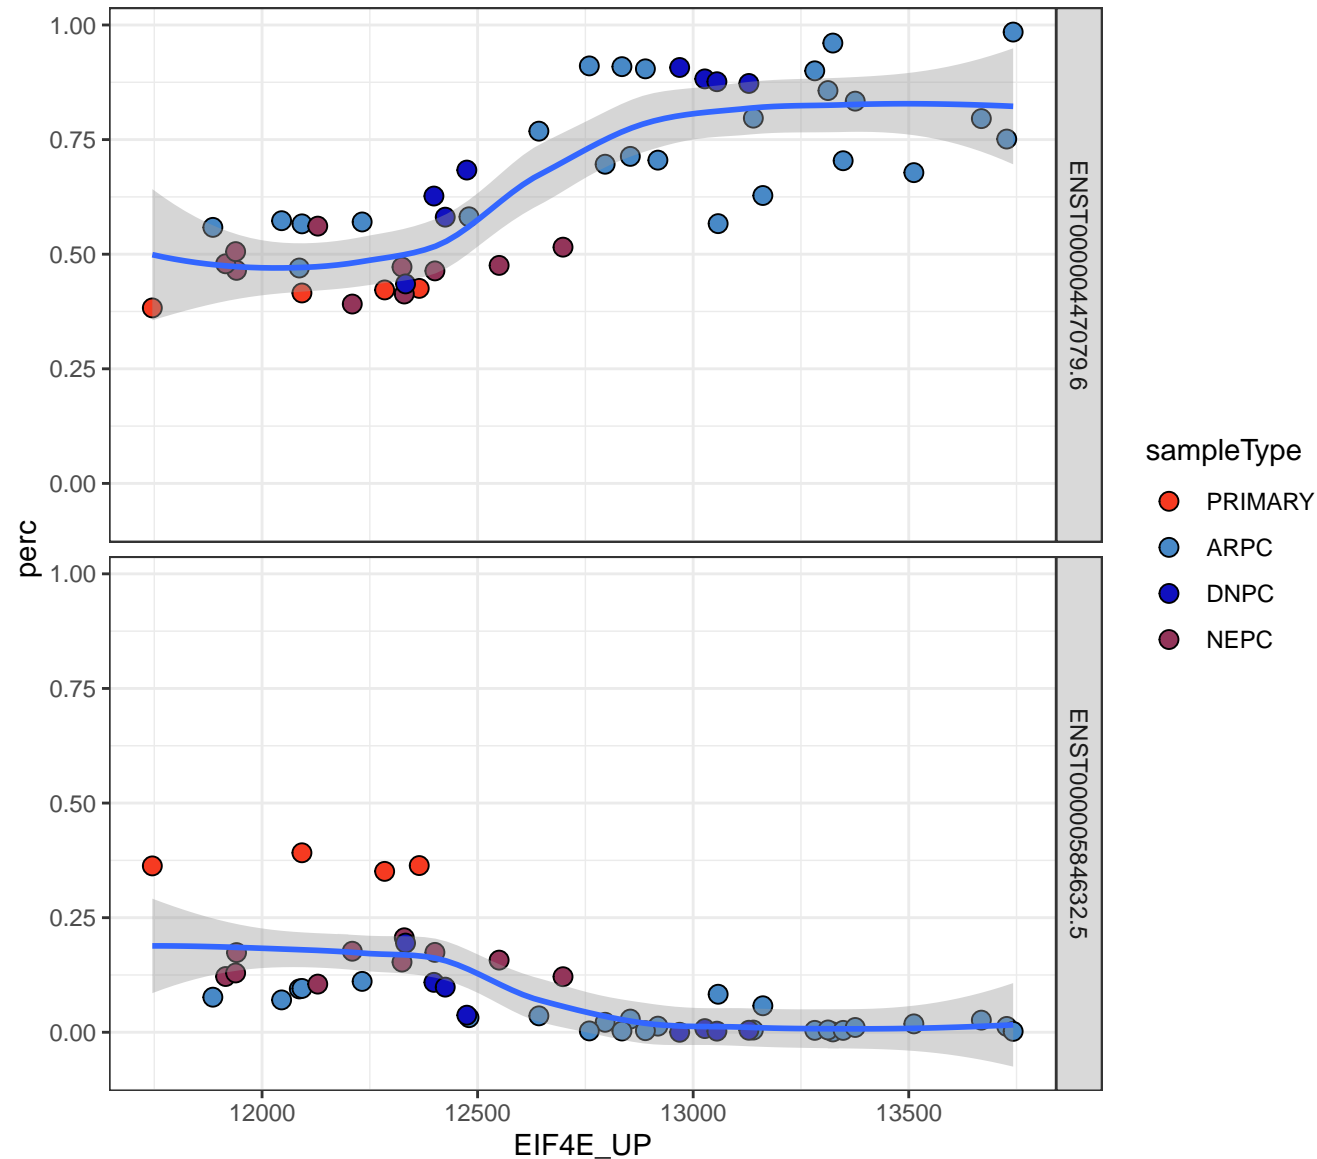 1.00
0.75
0.50
0.25
0.00
ENST00000447079.6
1.00
0.75
0.50
0.25
0.00
ENST00000584632.5
perc
12000
12500
13000
13500
EIF4E_UP
sampleType
PRIMARY
ARPC
DNPC
NEPC